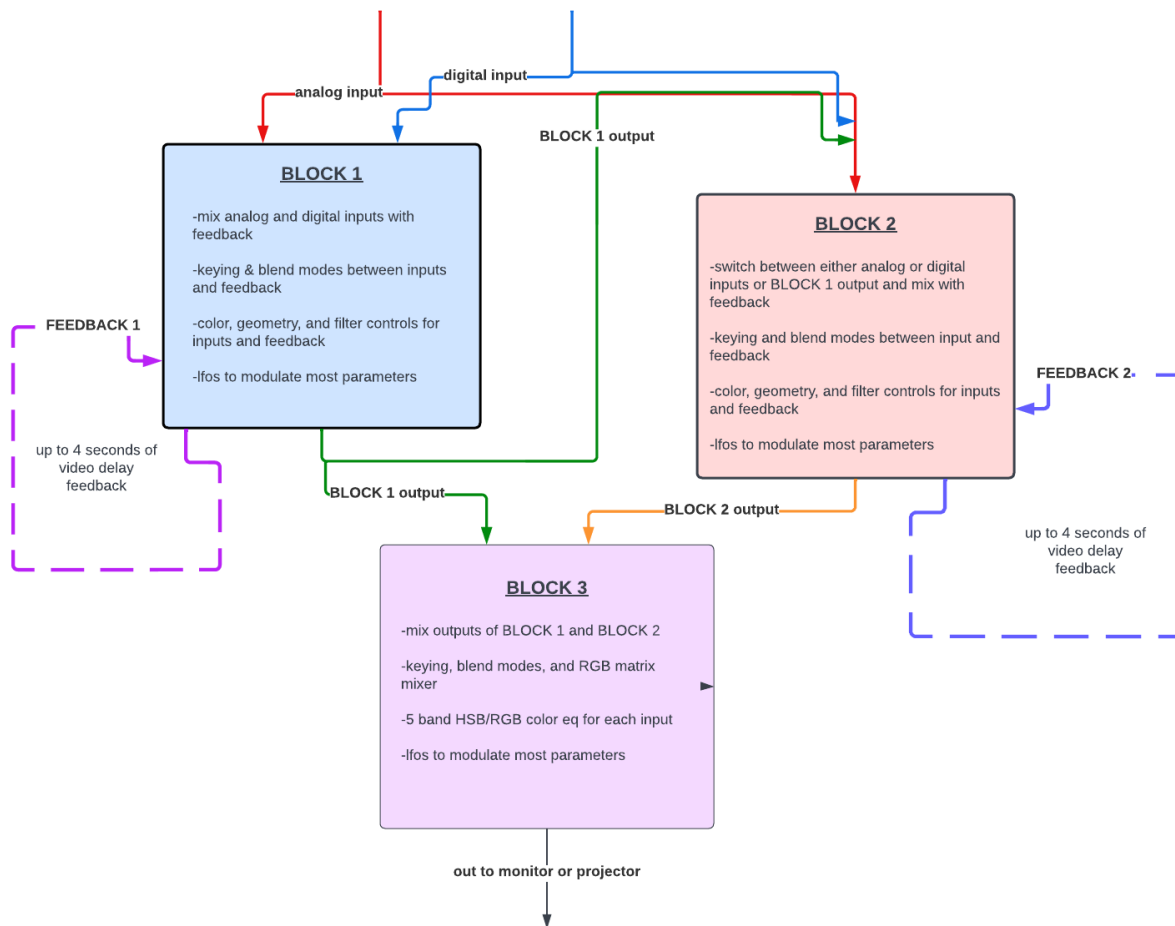 digital input
analog input
BLOCK 1 output
BLOCK 1
-mix analog and digital inputs with
feedback
-keying & blend modes between inputs
and feedback
-color, geometry, and filter controls for
inputs and feedback
-lfos to modulate most parameters
BLOCK 2
-switch between either analog or digital
inputs or BLOCK 1 output and mix with
feedback
-keying and blend modes between input and
feedback
-color, geometry, and filter controls for inputs
and feedback
-lfos to modulate most parameters
FEEDBACK 1
up to 4 seconds of
video delay
feedback
FEEDBACK 2
up to 4 seconds of
video delay
feedback
BLOCK 1 output
BLOCK 2 output
BLOCK 3
-mix outputs of BLOCK 1 and BLOCK 2
-keying, blend modes, and RGB matrix
mixer
-5 band HSB/RGB color eq for each input
-lfos to modulate most parameters
out to monitor or projector